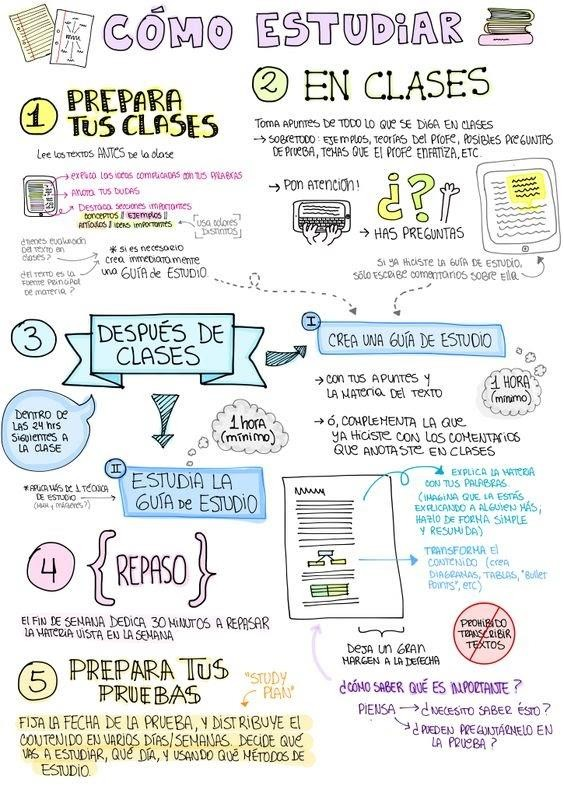 CÓMO ESTUDiAR
1 PREPARA
TUS CLASES
Lee los textos ANTES de la clase
→ explica las ideas complicadas con tus palabras
→ Anota tus dudas
→ Destaca secciones importantes
conceptos // ejemplos //
artículos // ideas importantes
usa colores
distintos
¿tienes evaluación
del texto en
clases?
¿el texto es la
fuente principal
de materia?
* si es necesario
crea inmediatamente
una GUÍA de ESTUDIO
2 EN CLASES
Toma apuntes de TODO lo que se diga en clases
→ sobretodo: ejemplos, teorías del profe, posibles preguntas
de prueba, temas que el profe enfatiza, etc
→ Pon atención!
¿?
→ Has preguntas
Si ya hiciste la guía de estudio,
sólo escribe comentarios sobre ella
3 DESPUÉS DE
CLASES
DENTRO DE
LAS 24 hrs
siguientes a
la clase
I
CREA UNA GUÍA DE ESTUDIO
1 HORA
(mínimo)
→ con tus apuntes y
la materia del texto
→ ó, complementa la que
ya hiciste con los comentarios
que anotaste en clases
1 hora
(mínimo)
II
ESTUDIA LA
GUÍA de ESTUDIO
* Aplica más de 1 técnica
de estudio
Explica la materia
con tus palabras.
(imagina que la estás
explicando a alguien más,
hazlo de forma simple
y resumida)
Transforma el
contenido (crea
diagramas, tablas, "Bullet
Points", etc)
Deja un gran
margen a la derecha
PROHIBIDO
TRANSCRIBIR
TEXTOS
¿Cómo saber qué es importante?
Piensa → ¿Necesito saber ésto?
→ ¿Pueden preguntármelo en
la prueba?
4 {REPASO}
El fin de semana dedica 30 minutos a repasar
la materia vista en la semana
5 PREPARA TUS
PRUEBAS
"STUDY
PLAN"
Fija la fecha de la prueba, y distribuye el
contenido en varios días/semanas. Decide qué
vas a estudiar, qué día, y usando qué métodos de
estudio.